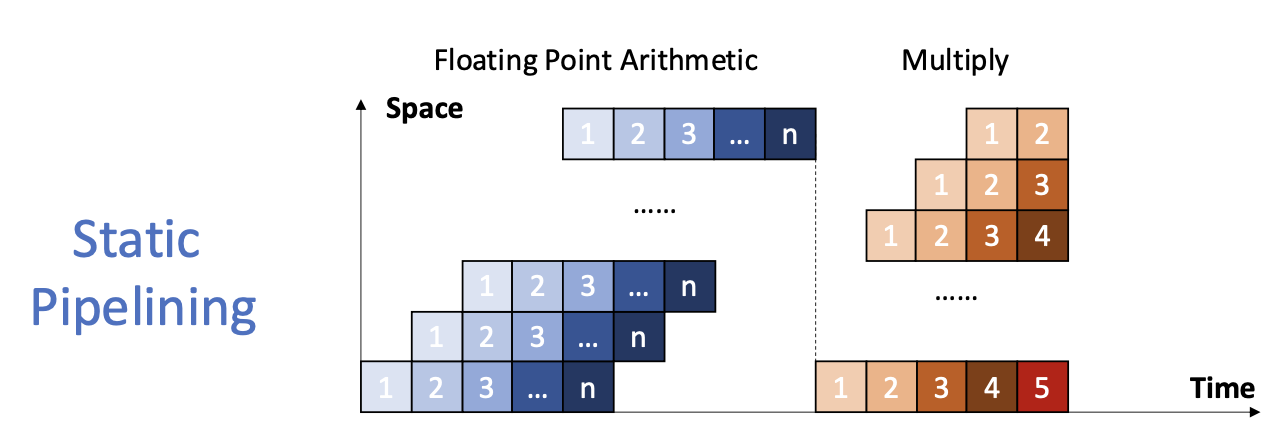 Floating Point Arithmetic
Multiply
Space
1 2 3 ... n
1 2
1 2 3
1 2 3 4
......
......
Static
Pipelining
1 2 3 ... n
1 2 3 ... n
1 2 3 ... n
1 2 3 4 5
Time